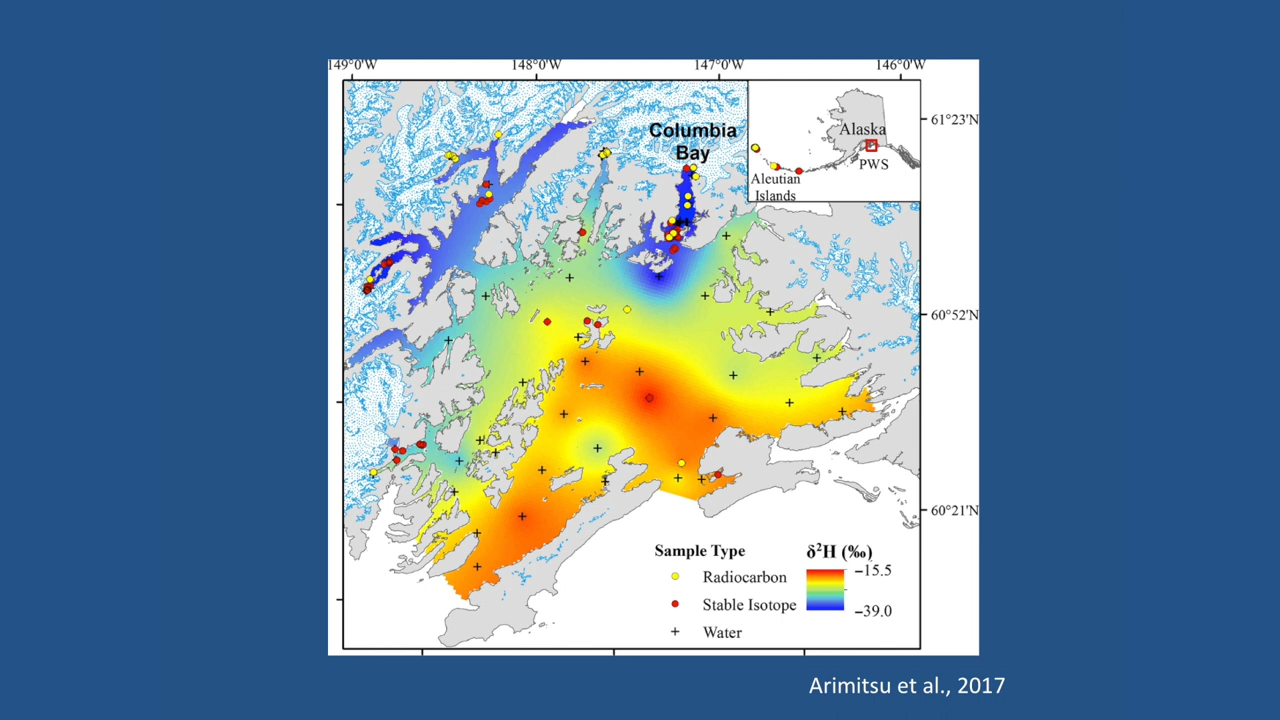 149°0'W 148°0'W 147°0'W 146°0'W
61°23'N
Columbia
Bay
Alaska
PWS
Aleutian
Islands
60°52'N
60°21'N
Sample Type
Radiocarbon
Stable Isotope
Water
δ²H (‰)
−15.5
−39.0
Arimitsu et al., 2017